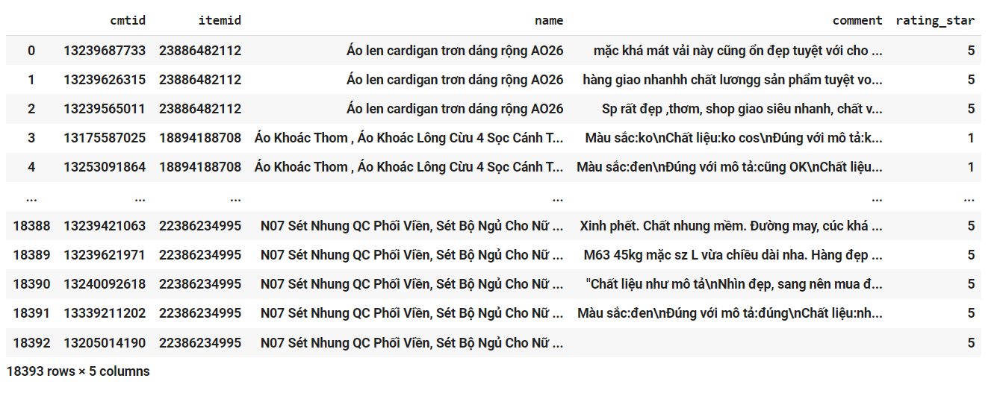 cmtid itemid name comment rating_star
0 13239687733 23886482112 Áo len cardigan trơn dáng rộng AO26 mặc khá mát vải này cũng ổn đẹp tuyệt với cho ... 5
1 13239626315 23886482112 Áo len cardigan trơn dáng rộng AO26 hàng giao nhanhh chất lươngg sản phẩm tuyệt vo... 5
2 13239565011 23886482112 Áo len cardigan trơn dáng rộng AO26 Sp rất đẹp ,thơm, shop giao siêu nhanh, chất v... 5
3 13175587025 18894188708 Áo Khoác Thom , Áo Khoác Lông Cừu 4 Sọc Cánh T... Màu sắc:ko\nChất liệu:ko cos\nĐúng với mô tả:k... 1
4 13253091864 18894188708 Áo Khoác Thom , Áo Khoác Lông Cừu 4 Sọc Cánh T... Màu sắc:đen\nĐúng với mô tả:cũng OK\nChất liệu... 1
... ... ... ... ... ...
18388 13239421063 22386234995 N07 Sét Nhung QC Phối Viền, Sét Bộ Ngủ Cho Nữ ... Xinh phết. Chất nhung mềm. Đường may, cúc khá ... 5
18389 13239621971 22386234995 N07 Sét Nhung QC Phối Viền, Sét Bộ Ngủ Cho Nữ ... M63 45kg mặc sz L vừa chiều dài nha. Hàng đẹp ... 5
18390 13240092618 22386234995 N07 Sét Nhung QC Phối Viền, Sét Bộ Ngủ Cho Nữ ... "Chất liệu như mô tả\nNhìn đẹp, sang nên mua đ... 5
18391 13339211202 22386234995 N07 Sét Nhung QC Phối Viền, Sét Bộ Ngủ Cho Nữ ... Màu sắc:đen\nĐúng với mô tả:đúng\nChất liệu:nh... 5
18392 13205014190 22386234995 N07 Sét Nhung QC Phối Viền, Sét Bộ Ngủ Cho Nữ ... 5
18393 rows × 5 columns